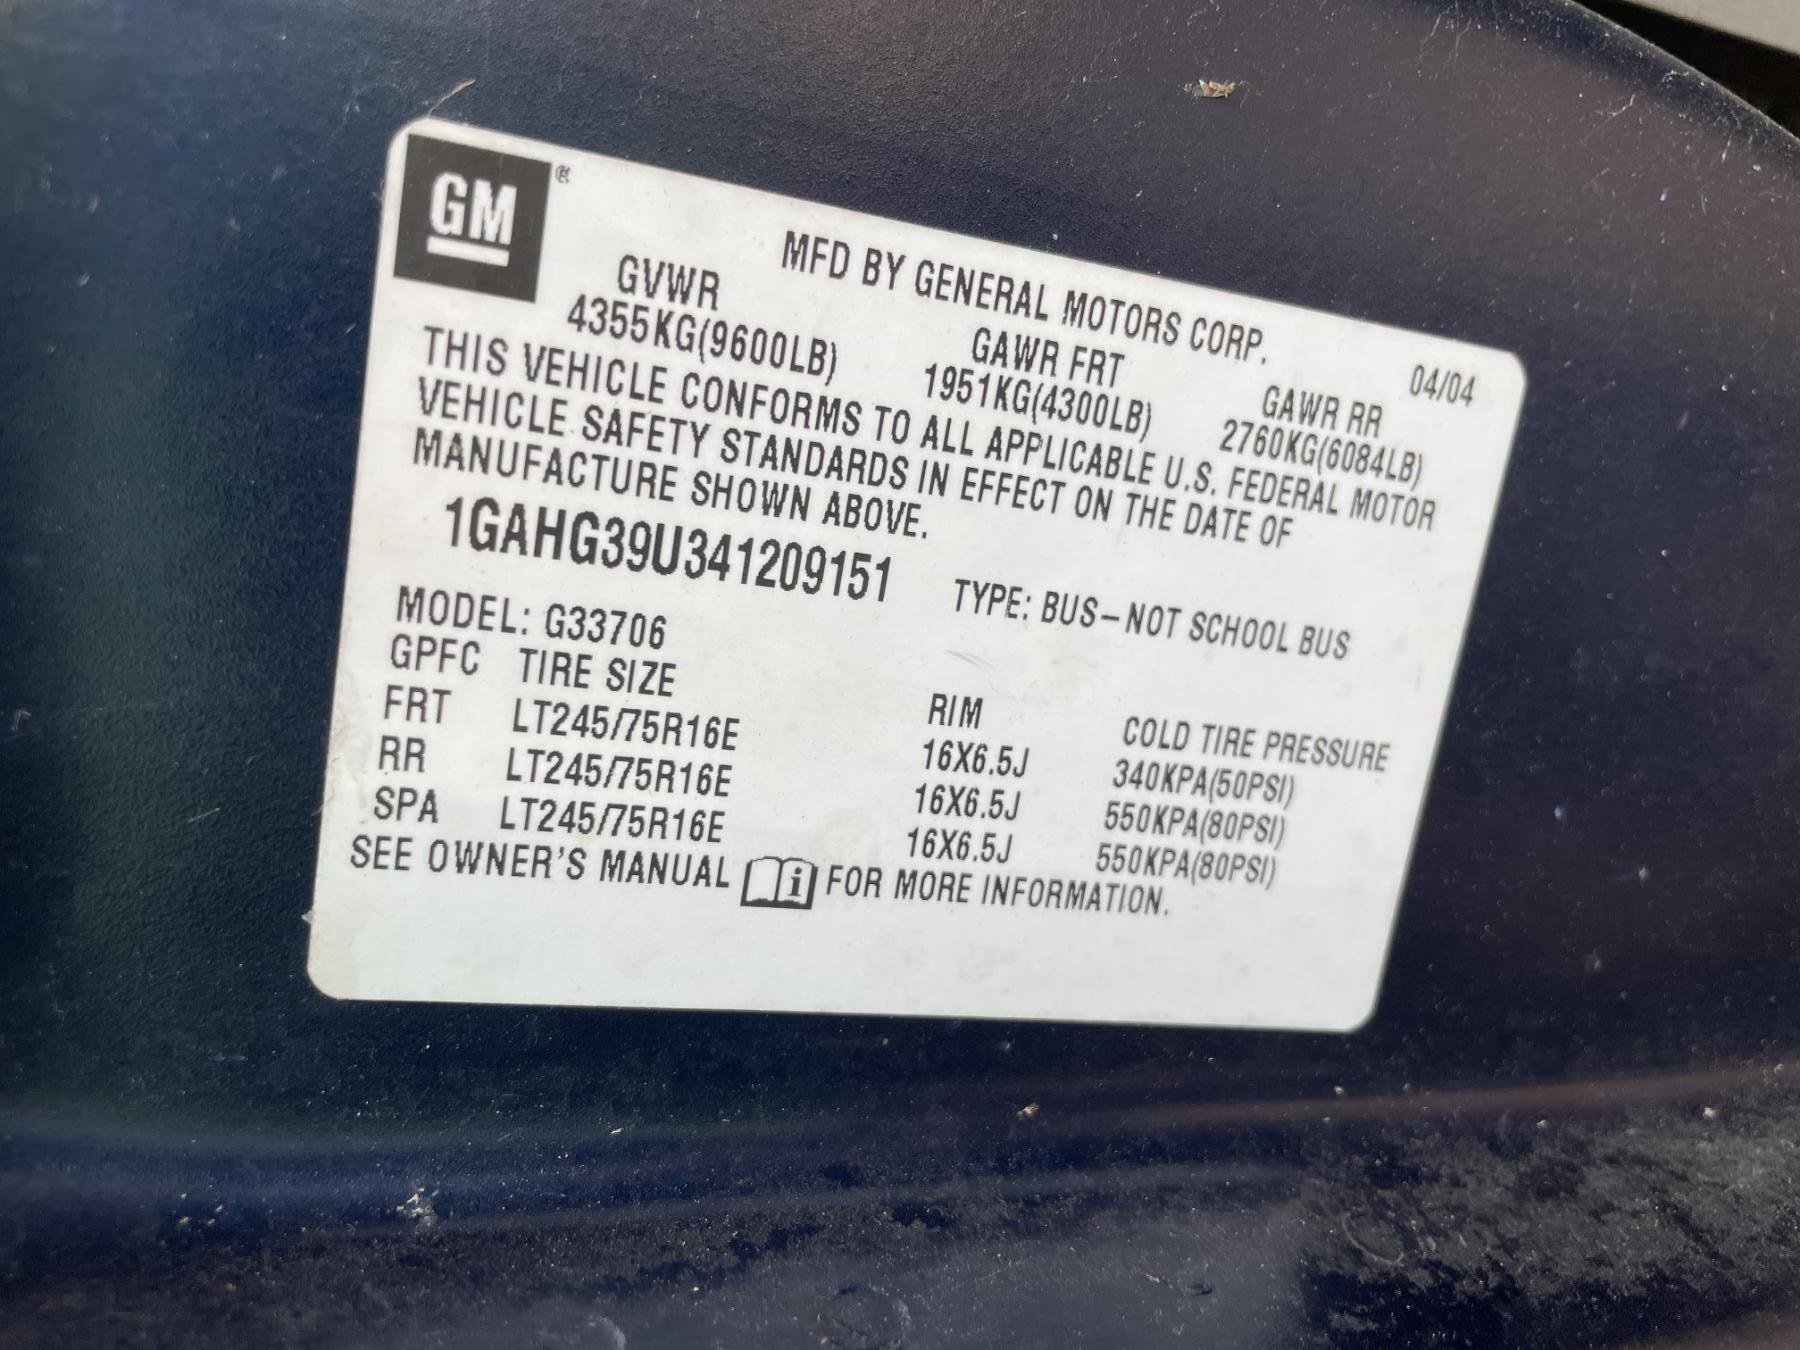 GM ®
MFD BY GENERAL MOTORS CORP. 04/04
GVWR GAWR FRT GAWR RR
4355KG(9600LB) 1951KG(4300LB) 2760KG(6084LB)
THIS VEHICLE CONFORMS TO ALL APPLICABLE U.S. FEDERAL MOTOR
VEHICLE SAFETY STANDARDS IN EFFECT ON THE DATE OF
MANUFACTURE SHOWN ABOVE.
1GAHG39U341209151 TYPE: BUS-NOT SCHOOL BUS
MODEL: G33706
GPFC TIRE SIZE RIM COLD TIRE PRESSURE
FRT LT245/75R16E 16X6.5J 340KPA(50PSI)
RR LT245/75R16E 16X6.5J 550KPA(80PSI)
SPA LT245/75R16E 16X6.5J 550KPA(80PSI)
SEE OWNER'S MANUAL i FOR MORE INFORMATION.